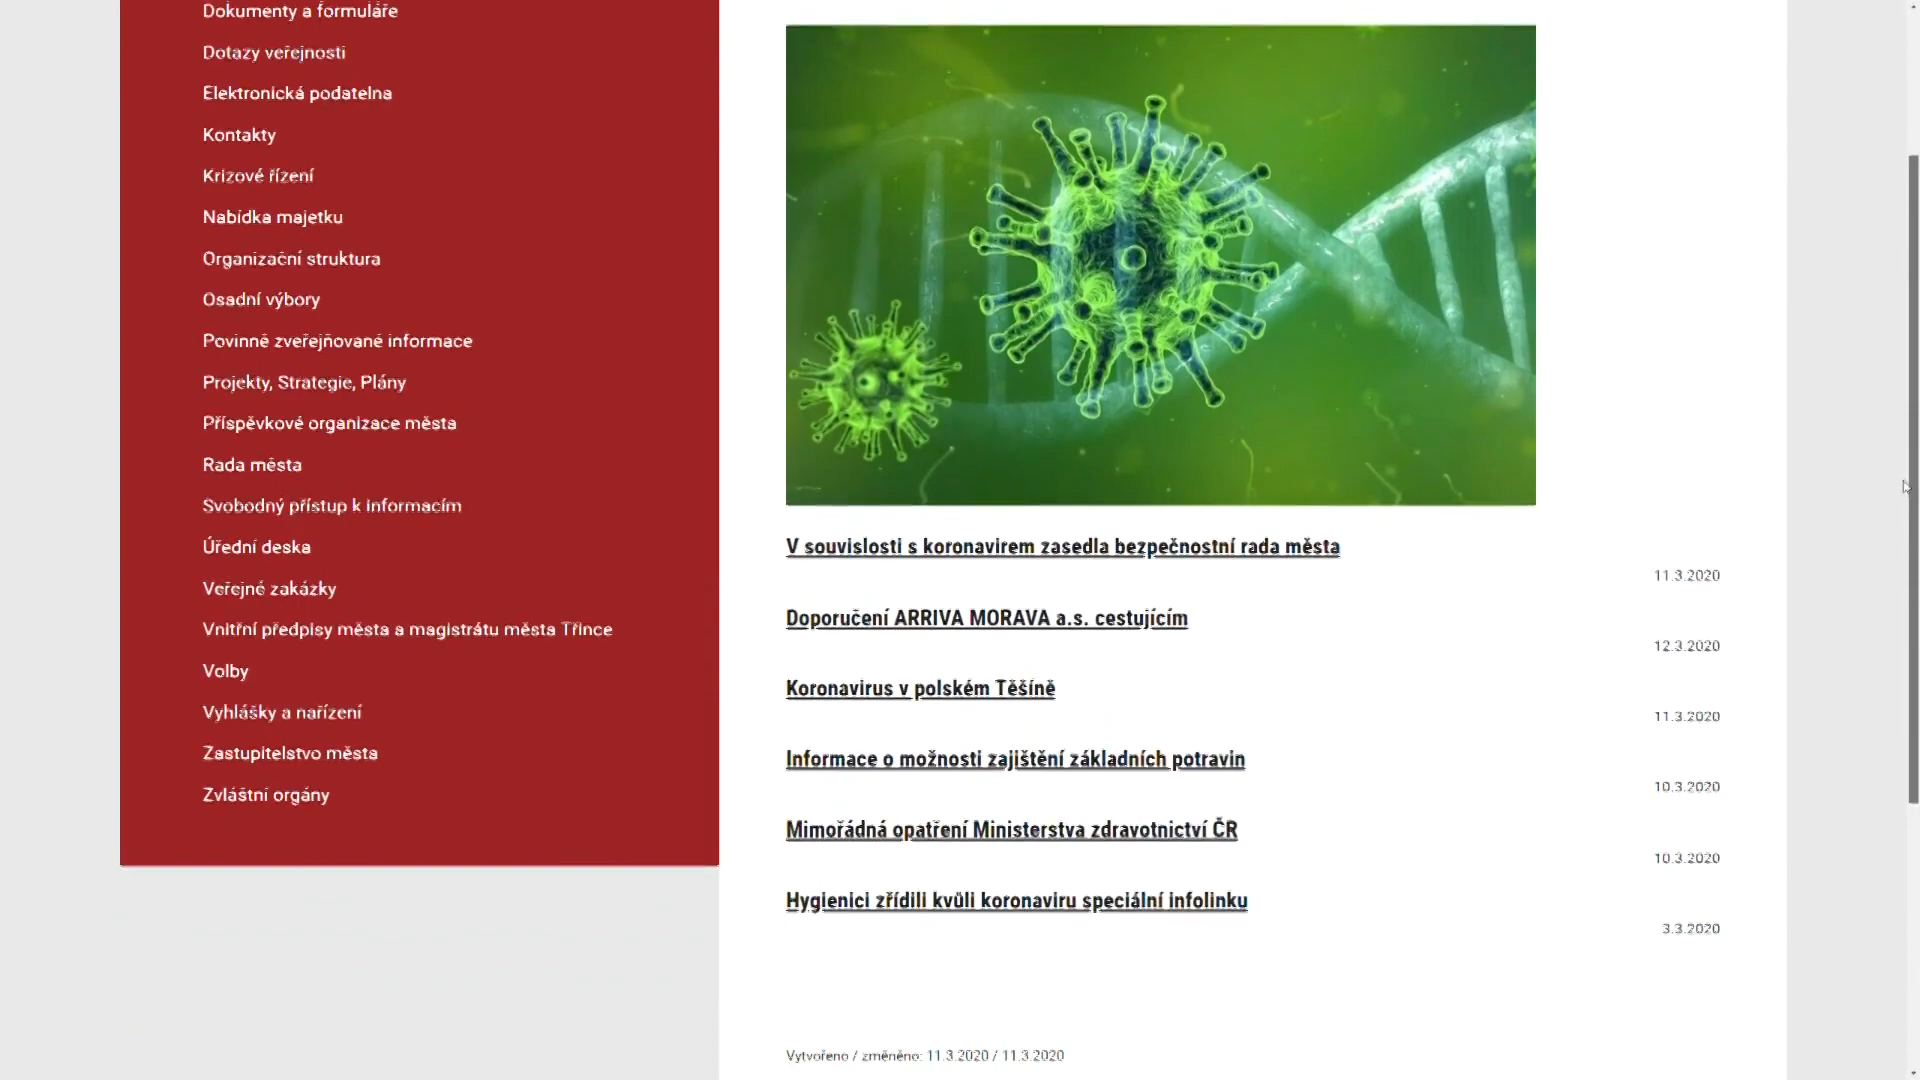 Dokumenty a formuláře
Dotazy veřejnosti
Elektronická podatelna
Kontakty
Krizové řízení
Nabídka majetku
Organizační struktura
Osadní výbory
Povinně zveřejňované informace
Projekty, Strategie, Plány
Příspěvkové organizace města
Rada města
Svobodný přístup k informacím
Úřední deska
Veřejné zakázky
Vnitřní předpisy města a magistrátu města Třince
Volby
Vyhlášky a nařízení
Zastupitelstvo města
Zvláštní orgány
V souvislosti s koronavirem zasedla bezpečnostní rada města
11.3.2020
Doporučení ARRIVA MORAVA a.s. cestujícím
12.3.2020
Koronavirus v polském Těšíně
11.3.2020
Informace o možnosti zajištění základních potravin
10.3.2020
Mimořádná opatření Ministerstva zdravotnictví ČR
10.3.2020
Hygienici zřídili kvůli koronaviru speciální infolinku
3.3.2020
Vytvořeno / změněno: 11.3.2020 / 11.3.2020